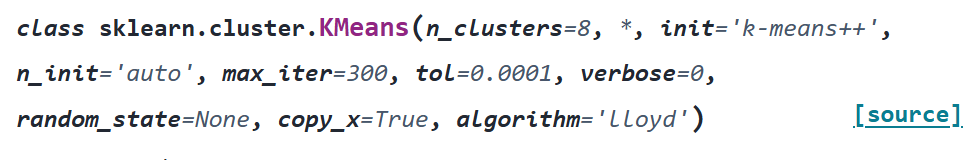 class sklearn.cluster.KMeans(n_clusters=8, *, init='k-means++',
n_init='auto', max_iter=300, tol=0.0001, verbose=0,
random_state=None, copy_x=True, algorithm='lloyd') [source]